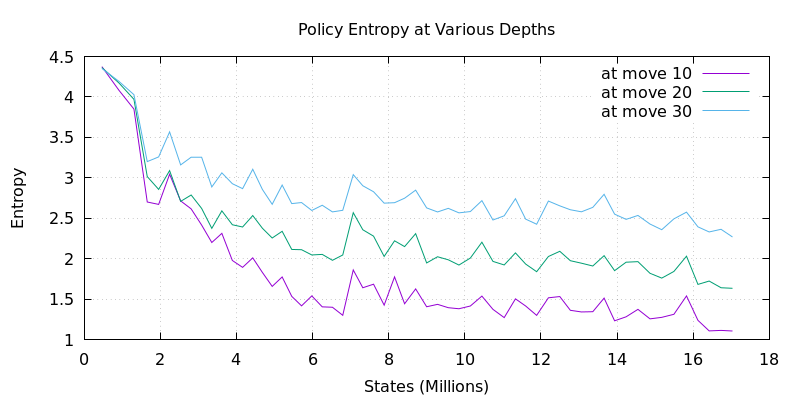 Policy Entropy at Various Depths
4.5
4
3.5
3
2.5
2
1.5
1
Entropy
at move 10
at move 20
at move 30
0 2 4 6 8 10 12 14 16 18
States (Millions)